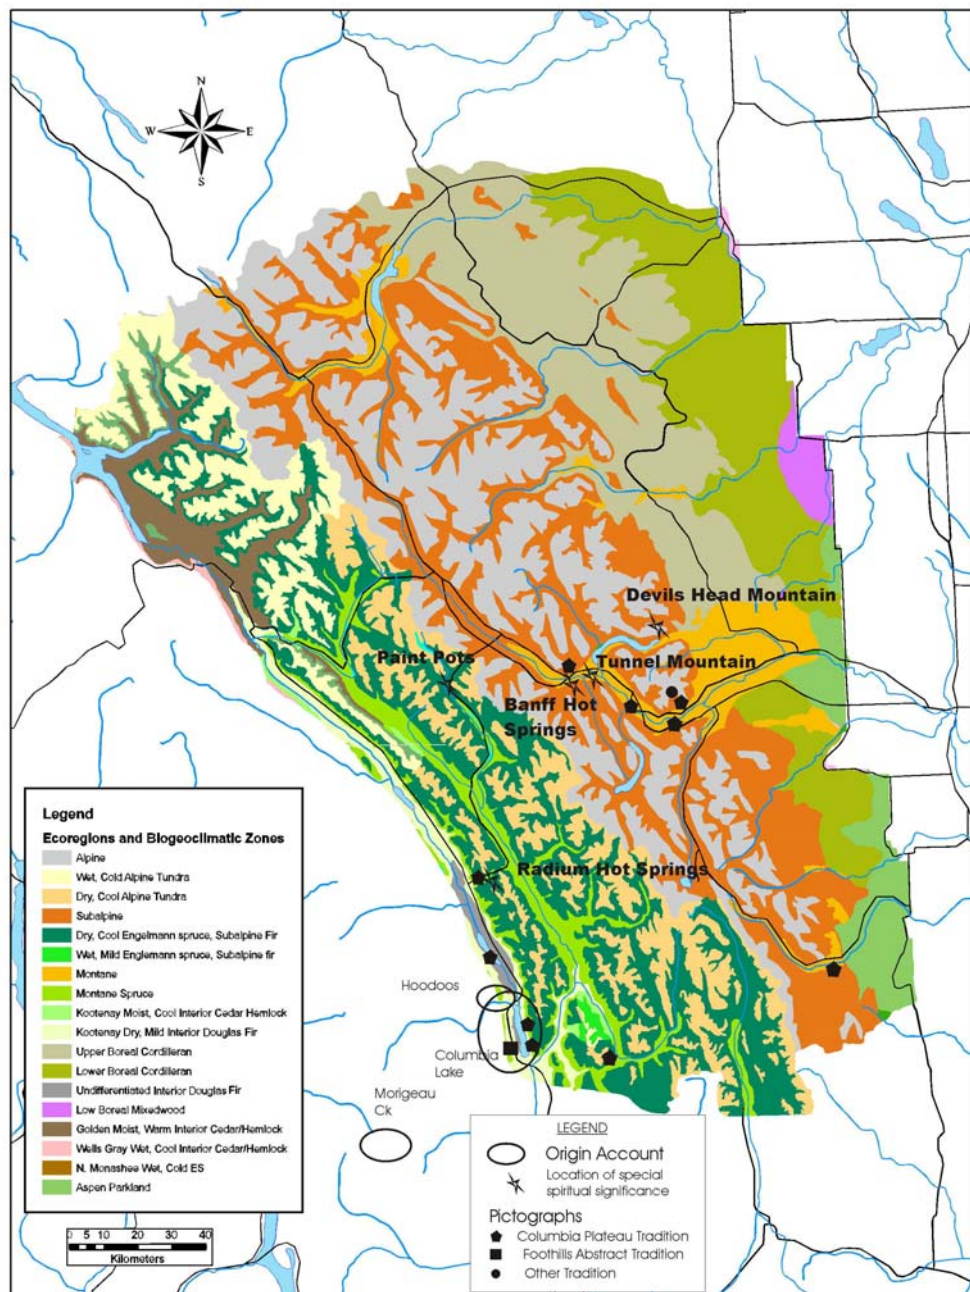 N
W E
S
Devils Head Mountain
Paint Pots
Tunnel Mountain
Banff Hot
Springs
Radium Hot Springs
Hoodoos
Columbia
Lake
Morigeau
Ck
Legend
Ecoregions and Biogeoclimatic Zones
Alpine
Wet, Cold Alpine Tundra
Dry, Cool Alpine Tundra
Subalpine
Dry, Cool Engelmann spruce, Subalpine Fir
Wet, Mild Englemann spruce, Subalpine fir
Montane
Montane Spruce
Kootenay Moist, Cool Interior Cedar Hemlock
Kootenay Dry, Mild Interior Douglas Fir
Upper Boreal Cordilleran
Lower Boreal Cordilleran
Undifferentiated Interior Douglas Fir
Low Boreal Mixedwood
Golden Moist, Warm Interior Cedar/Hemlock
Wells Gray Wet, Cool Interior Cedar/Hemlock
N. Monashee Wet, Cold ES
Aspen Parkland
0 5 10 20 30 40
Kilometers
LEGEND
Origin Account
Location of special
spiritual significance
Pictographs
Columbia Plateau Tradition
Foothills Abstract Tradition
Other Tradition